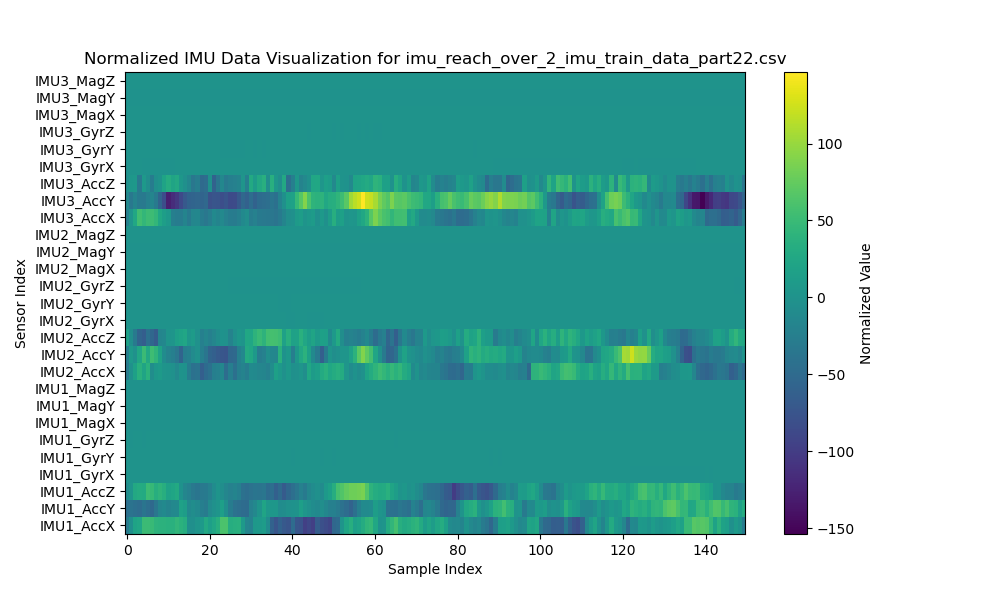 Normalized IMU Data Visualization for imu_reach_over_2_imu_train_data_part22.csv
IMU3_MagZ
IMU3_MagY
IMU3_MagX
IMU3_GyrZ
IMU3_GyrY
IMU3_GyrX
IMU3_AccZ
IMU3_AccY
IMU3_AccX
IMU2_MagZ
IMU2_MagY
IMU2_MagX
IMU2_GyrZ
IMU2_GyrY
IMU2_GyrX
IMU2_AccZ
IMU2_AccY
IMU2_AccX
IMU1_MagZ
IMU1_MagY
IMU1_MagX
IMU1_GyrZ
IMU1_GyrY
IMU1_GyrX
IMU1_AccZ
IMU1_AccY
IMU1_AccX
Sensor Index
0 20 40 60 80 100 120 140
Sample Index
100
50
0
−50
−100
−150
Normalized Value